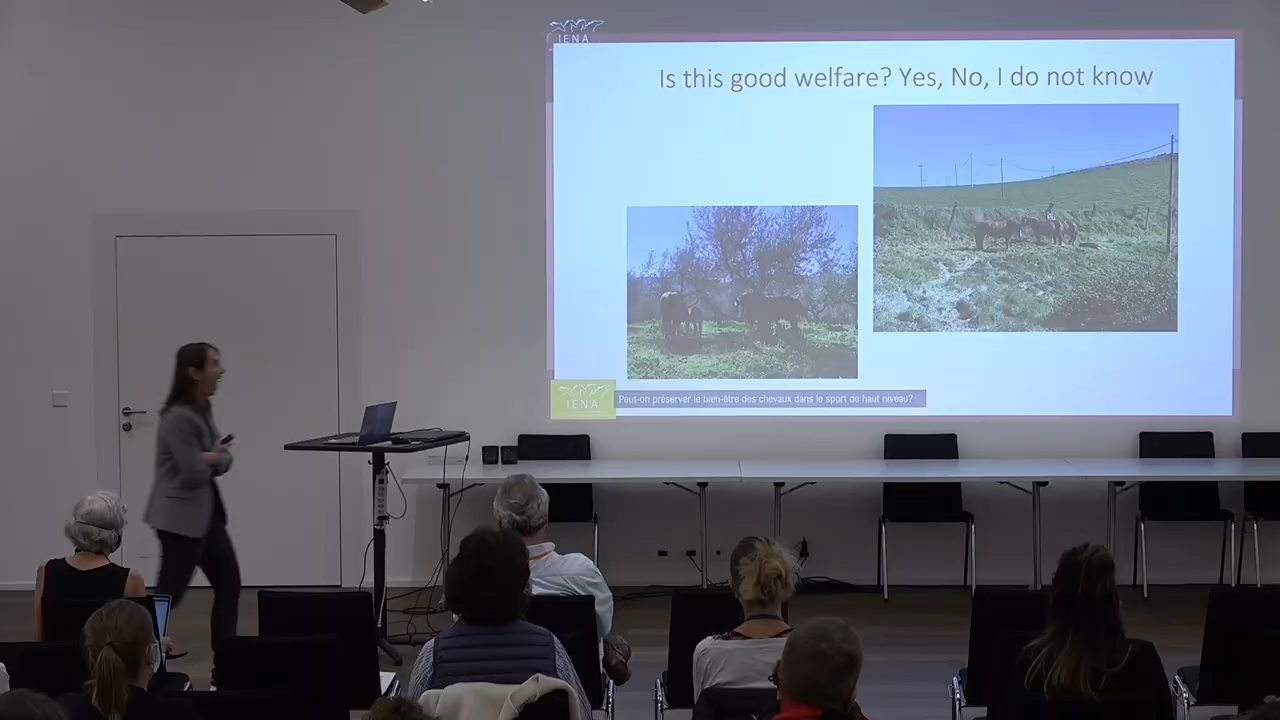 IENA
Is this good welfare? Yes, No, I do not know
IENA
Peut-on préserver le bien-être des chevaux dans le sport de haut niveau?